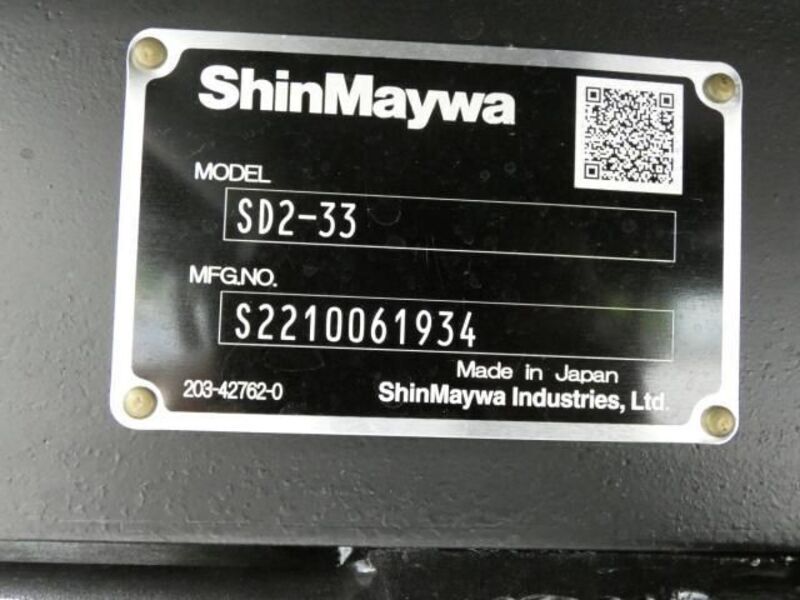 ShinMaywa
MODEL
SD2-33
MFG.NO.
S2210061934
Made in Japan
203-42762-0 ShinMaywa Industries, Ltd.